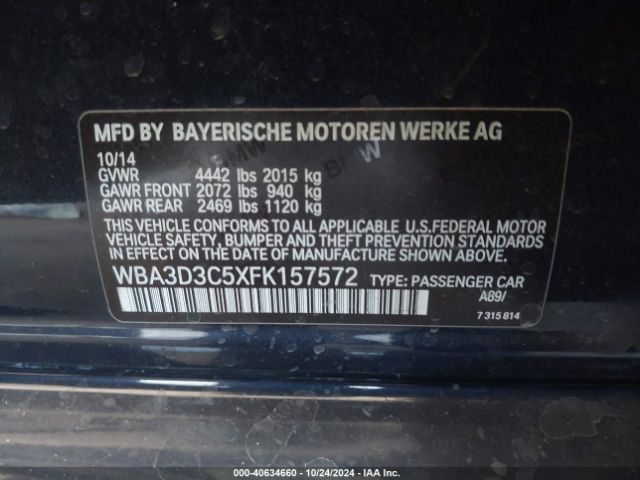 MFD BY BAYERISCHE MOTOREN WERKE AG
10/14
GVWR 4442 lbs 2015 kg
GAWR FRONT 2072 lbs 940 kg
GAWR REAR 2469 lbs 1120 kg
THIS VEHICLE CONFORMS TO ALL APPLICABLE U.S.FEDERAL MOTOR
VEHICLE SAFETY, BUMPER AND THEFT PREVENTION STANDARDS
IN EFFECT ON THE DATE OF MANUFACTURE SHOWN ABOVE.
WBA3D3C5XFK157572 TYPE: PASSENGER CAR
A89/
7 315 814
000-40634660 - 10/24/2024 - IAA Inc.